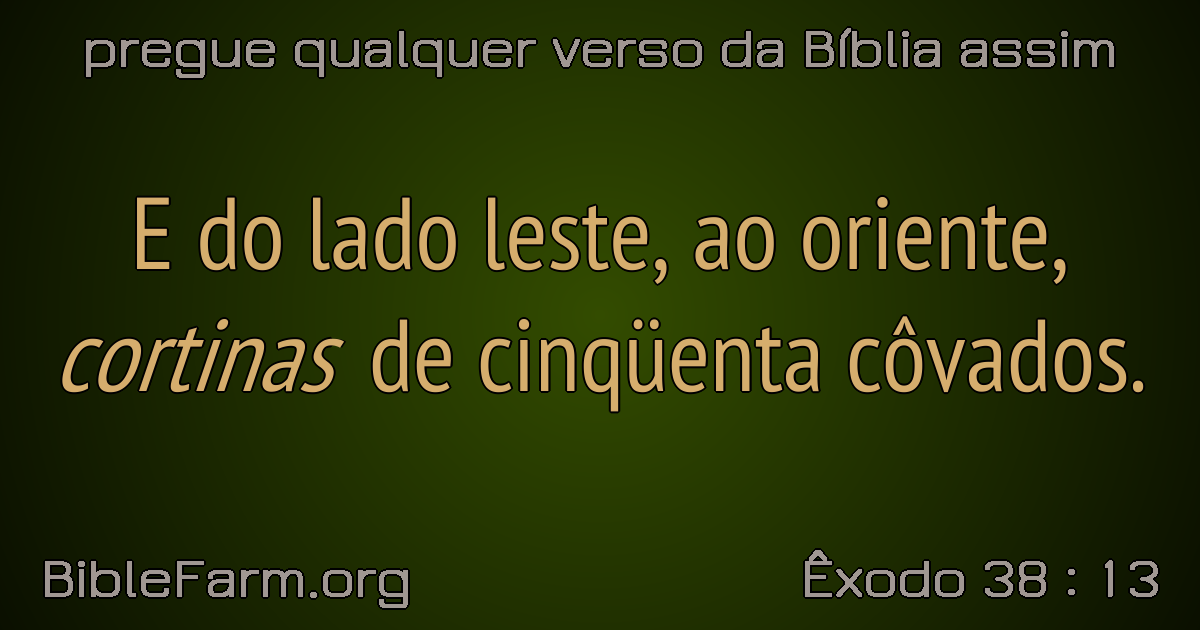 pregue qualquer verso da Bíblia assim
E do lado leste, ao oriente,
cortinas de cinqüenta côvados.
BibleFarm.org
Êxodo 38 : 13